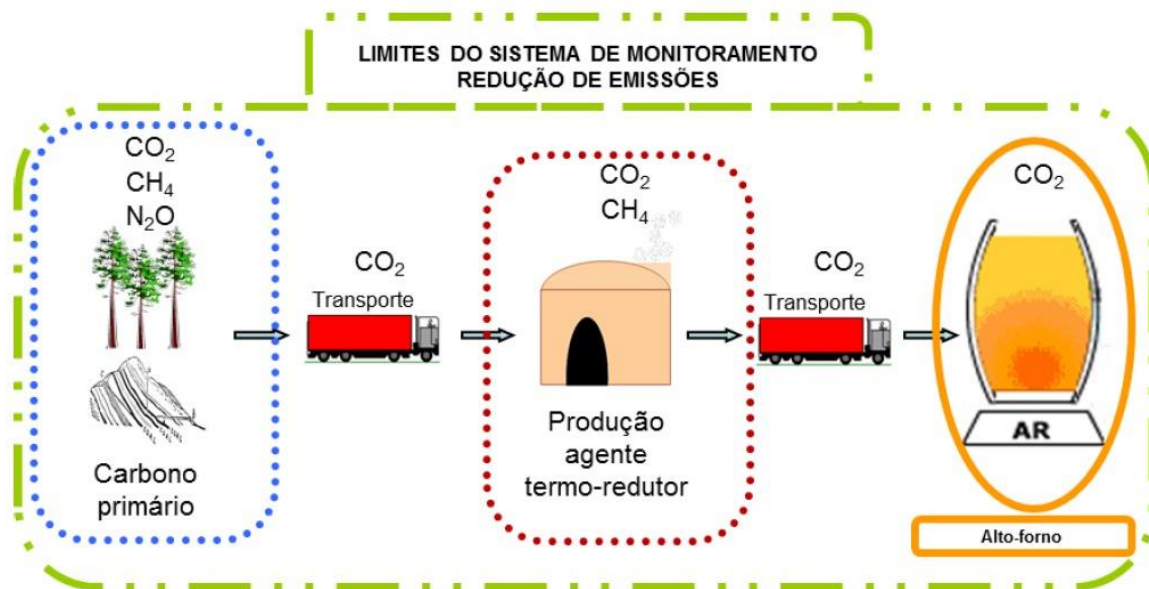 LIMITES DO SISTEMA DE MONITORAMENTO
REDUÇÃO DE EMISSÕES
CO₂
CH₄
N₂O
Carbono
primário
CO₂
Transporte
CO₂
CH₄
Produção
agente
termo-redutor
CO₂
Transporte
CO₂
AR
Alto-forno